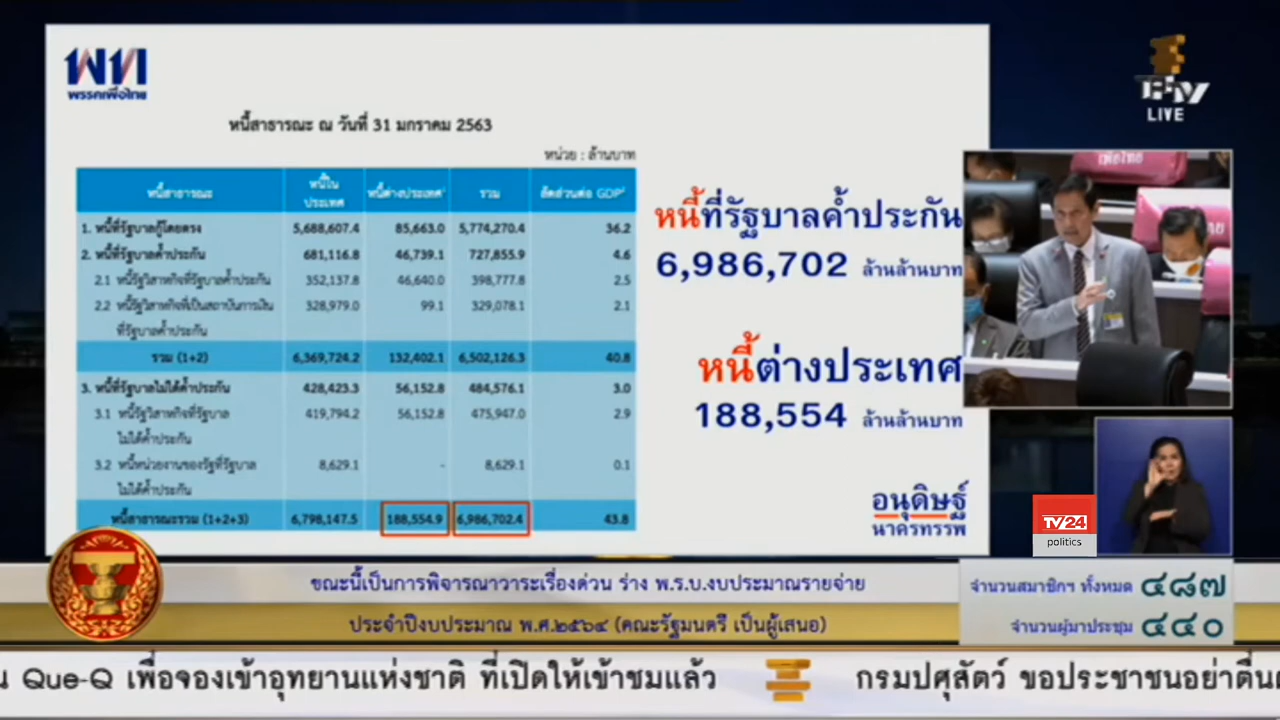 พท
พรรคเพื่อไทย
หนี้สาธารณะ ณ วันที่ 31 มกราคม 2563
หน่วย : ล้านบาท
หนี้สาธารณะ หนี้ในประเทศ หนี้ต่างประเทศ¹ รวม สัดส่วนต่อ GDP²
1. หนี้ที่รัฐบาลกู้โดยตรง 5,688,607.4 85,663.0 5,774,270.4 36.2
2. หนี้ที่รัฐบาลค้ำประกัน 681,116.8 46,739.1 727,855.9 4.6
2.1 หนี้รัฐวิสาหกิจที่รัฐบาลค้ำประกัน 352,137.8 46,640.0 398,777.8 2.5
2.2 หนี้รัฐวิสาหกิจที่เป็นสถาบันการเงิน 328,979.0 99.1 329,078.1 2.1
ที่รัฐบาลค้ำประกัน
รวม (1+2) 6,369,724.2 132,402.1 6,502,126.3 40.8
3. หนี้ที่รัฐบาลไม่ได้ค้ำประกัน 428,423.3 56,152.8 484,576.1 3.0
3.1 หนี้รัฐวิสาหกิจที่รัฐบาล 419,794.2 56,152.8 475,947.0 2.9
ไม่ได้ค้ำประกัน
3.2 หนี้หน่วยงานของรัฐที่รัฐบาล 8,629.1 - 8,629.1 0.1
ไม่ได้ค้ำประกัน
หนี้สาธารณะรวม (1+2+3) 6,798,147.5 188,554.9 6,986,702.4 43.8
หนี้ที่รัฐบาลค้ำประกัน
6,986,702 ล้านล้านบาท
หนี้ต่างประเทศ
188,554 ล้านล้านบาท
อนุดิษฐ์
นาครทรรพ
LIVE
เพื่อไทย
TV24
politics
ขณะนี้เป็นการพิจารณาวาระเรื่องด่วน ร่าง พ.ร.บ.งบประมาณรายจ่าย
ประจำปีงบประมาณ พ.ศ.๒๕๖๔ (คณะรัฐมนตรี เป็นผู้เสนอ)
จำนวนสมาชิกฯ ทั้งหมด ๔๘๗
จำนวนผู้มาประชุม ๔๔๐
น Que-Q เพื่อจองเข้าอุทยานแห่งชาติ ที่เปิดให้เข้าชมแล้ว
กรมปศุสัตว์ ขอประชาชนอย่าตื่น